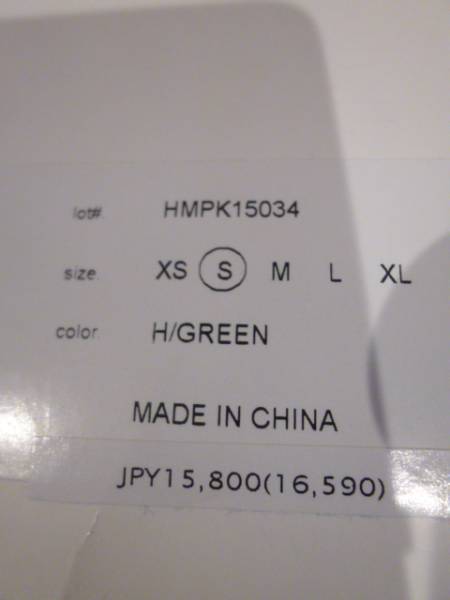 lot#. HMPK15034
size. XS S M L XL
color. H/GREEN
MADE IN CHINA
JPY15,800(16,590)